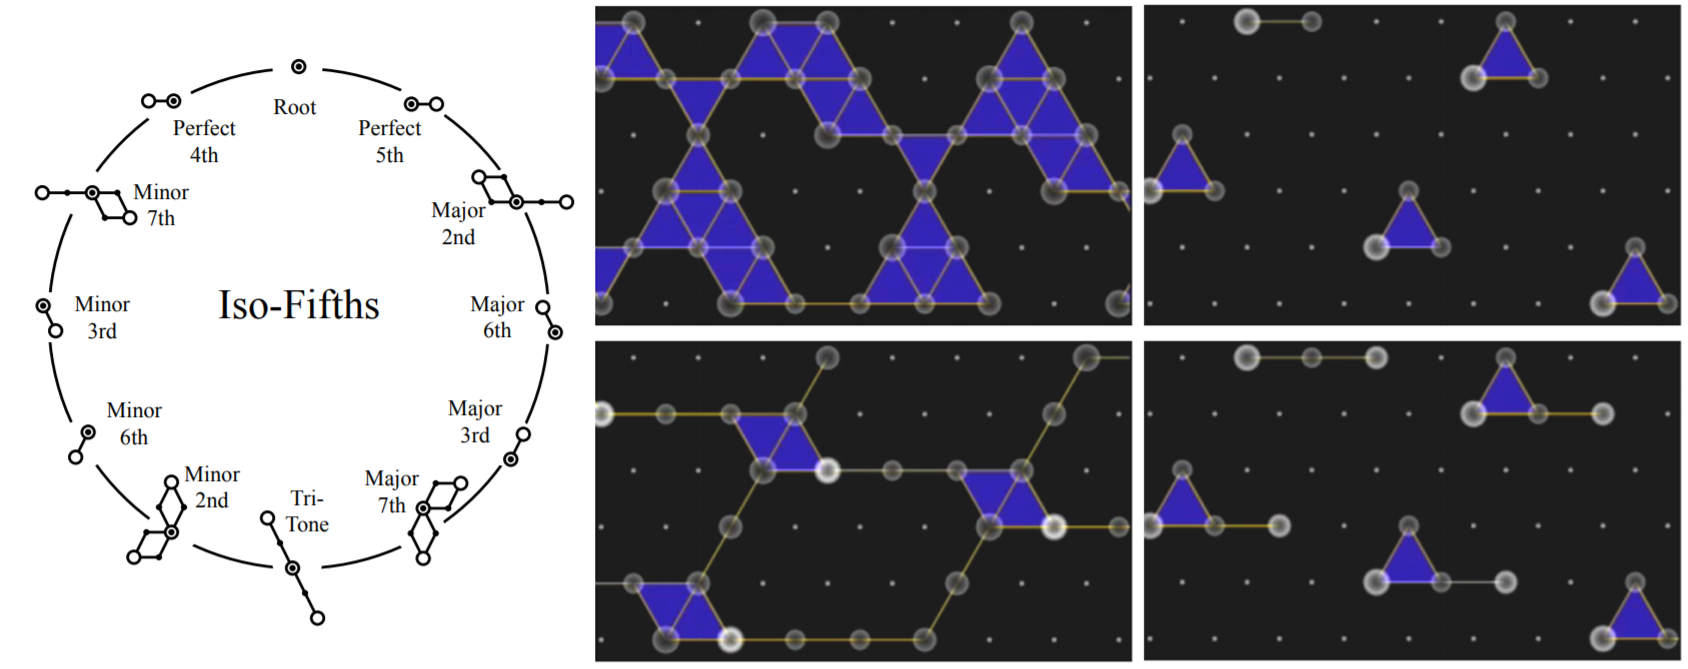 Root
Perfect
4th
Perfect
5th
Minor
7th
Major
2nd
Iso-Fifths
Minor
3rd
Major
6th
Minor
6th
Major
3rd
Minor
2nd
Tri-
Tone
Major
7th